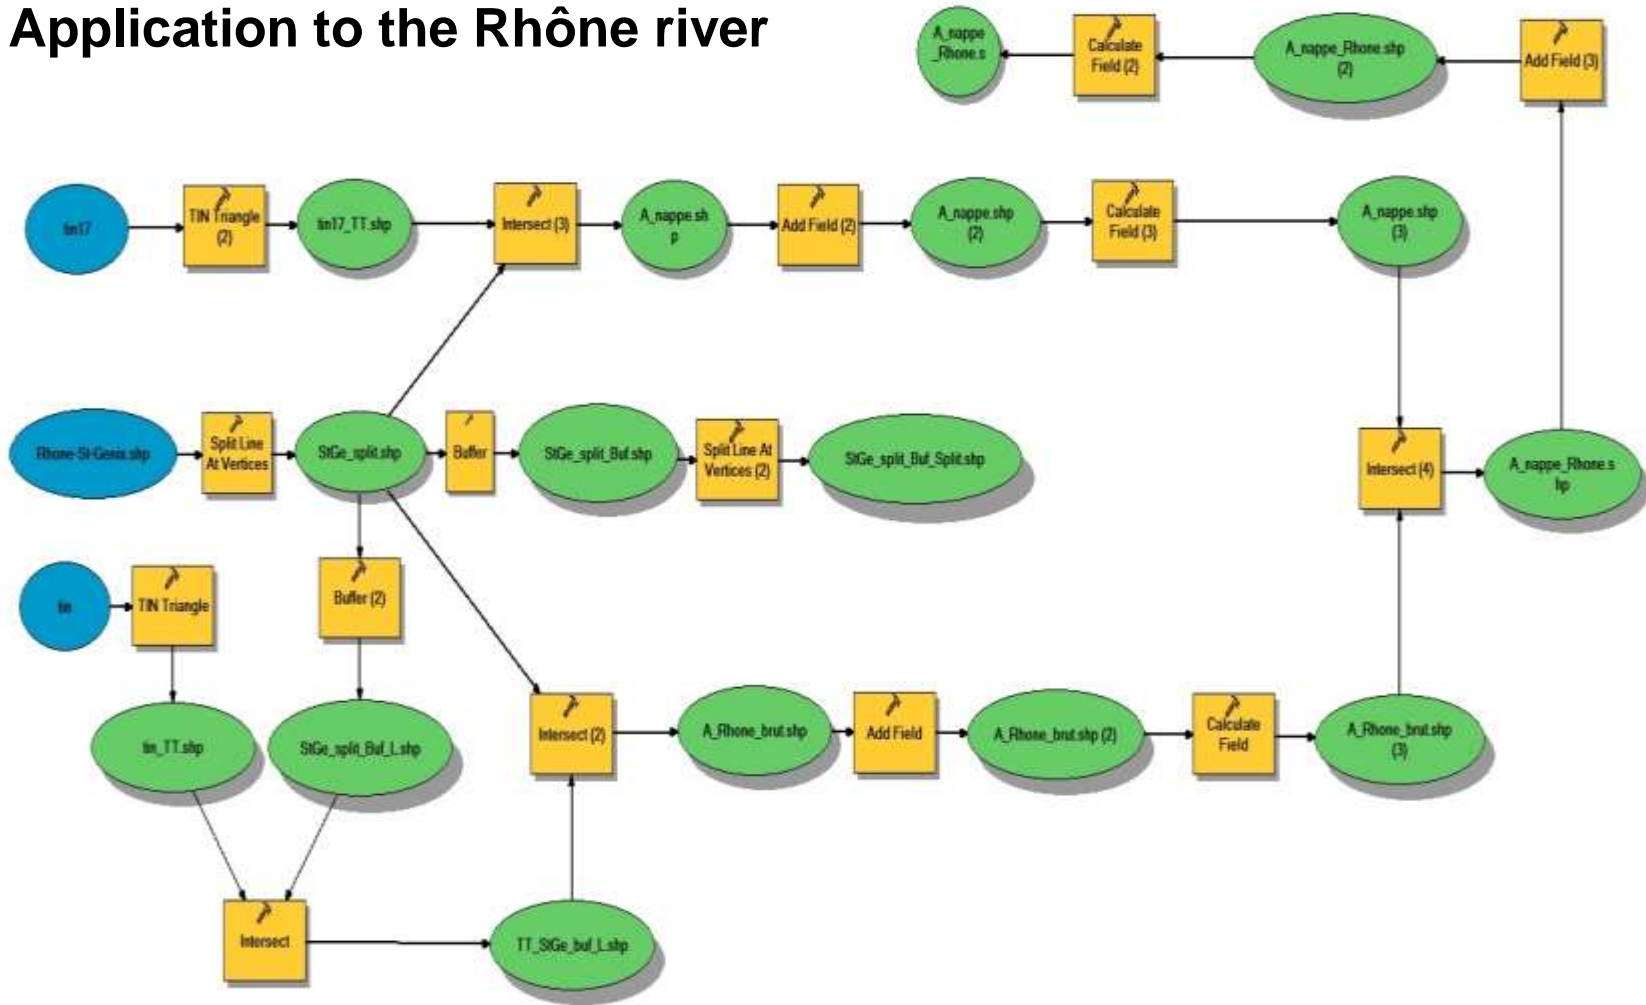 Application to the Rhône river
A_nappe
_Rhone.s
Calculate
Field (2)
A_nappe_Rhone.shp
(2)
Add Field (3)
tin17
TIN Triangle
(2)
tin17_TT.shp
Intersect (3)
A_nappe.sh
p
Add Field (2)
A_nappe.shp
(2)
Calculate
Field (3)
A_nappe.shp
(3)
Rhone-St-Genix.shp
Split Line
At Vertices
StGe_split.shp
Buffer
StGe_split_Buf.shp
Split Line At
Vertices (2)
StGe_split_Buf_Split.shp
Intersect (4)
A_nappe_Rhone.s
hp
tin
TIN Triangle
Buffer (2)
tin_TT.shp
StGe_split_Buf_L.shp
Intersect (2)
A_Rhone_brut.shp
Add Field
A_Rhone_brut.shp (2)
Calculate
Field
A_Rhone_brut.shp
(3)
Intersect
TT_StGe_buf_L.shp